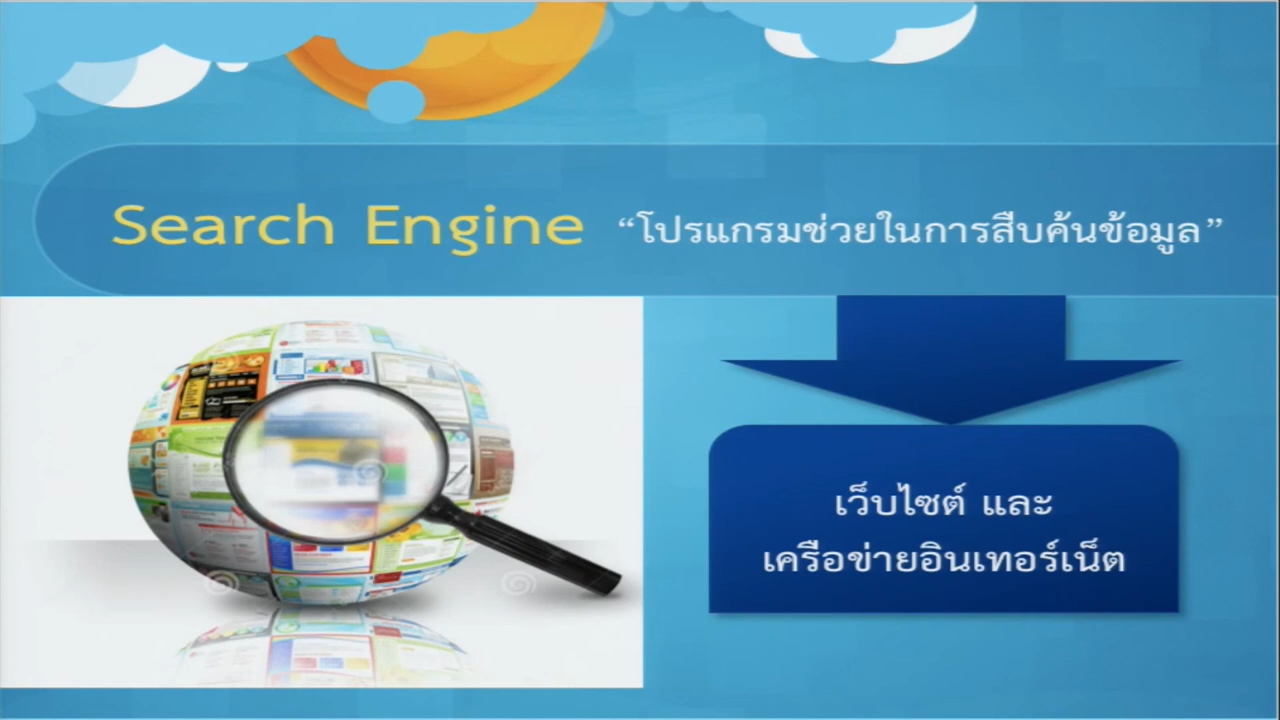 Search Engine “โปรแกรมช่วยในการสืบค้นข้อมูล”
เว็บไซต์ และ
เครือข่ายอินเทอร์เน็ต